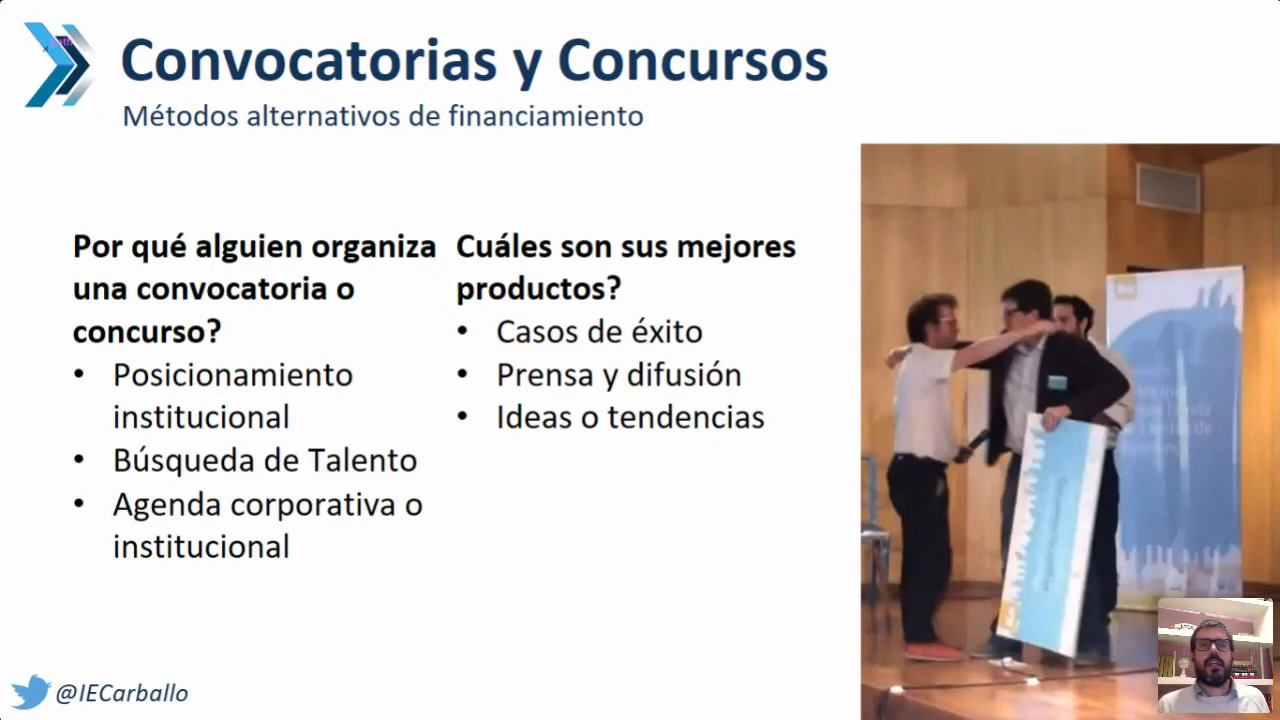 Convocatorias y Concursos
Métodos alternativos de financiamiento
Por qué alguien organiza
una convocatoria o
concurso?
• Posicionamiento
institucional
• Búsqueda de Talento
• Agenda corporativa o
institucional
Cuáles son sus mejores
productos?
• Casos de éxito
• Prensa y difusión
• Ideas o tendencias
@IECarballo